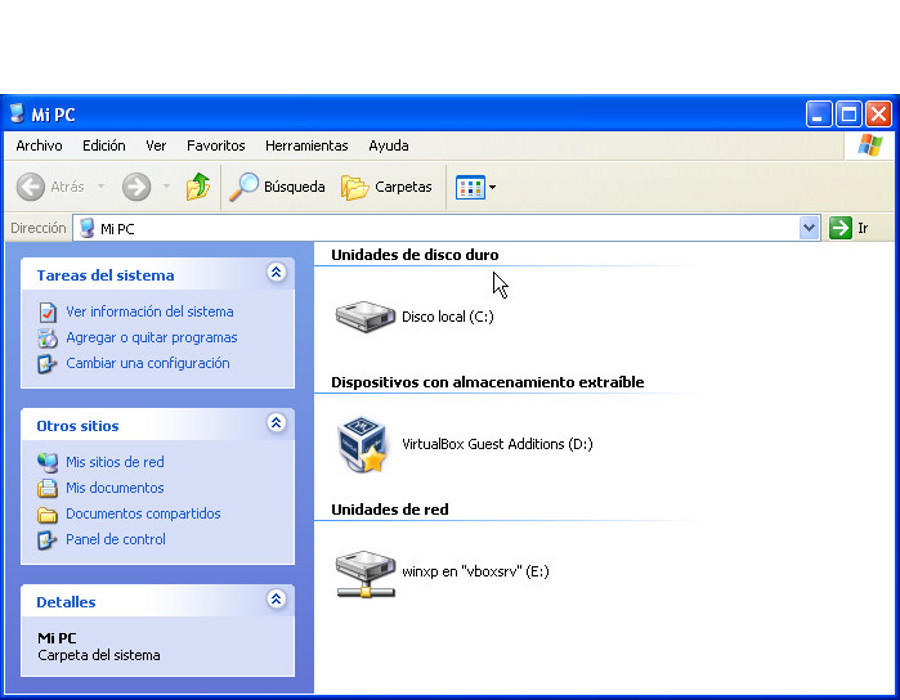 Mi PC
Archivo Edición Ver Favoritos Herramientas Ayuda
Atrás Búsqueda Carpetas
Dirección Mi PC Ir
Tareas del sistema
Ver información del sistema
Agregar o quitar programas
Cambiar una configuración
Otros sitios
Mis sitios de red
Mis documentos
Documentos compartidos
Panel de control
Detalles
Mi PC
Carpeta del sistema
Unidades de disco duro
Disco local (C:)
Dispositivos con almacenamiento extraíble
VirtualBox Guest Additions (D:)
Unidades de red
winxp en "vboxsrv" (E:)